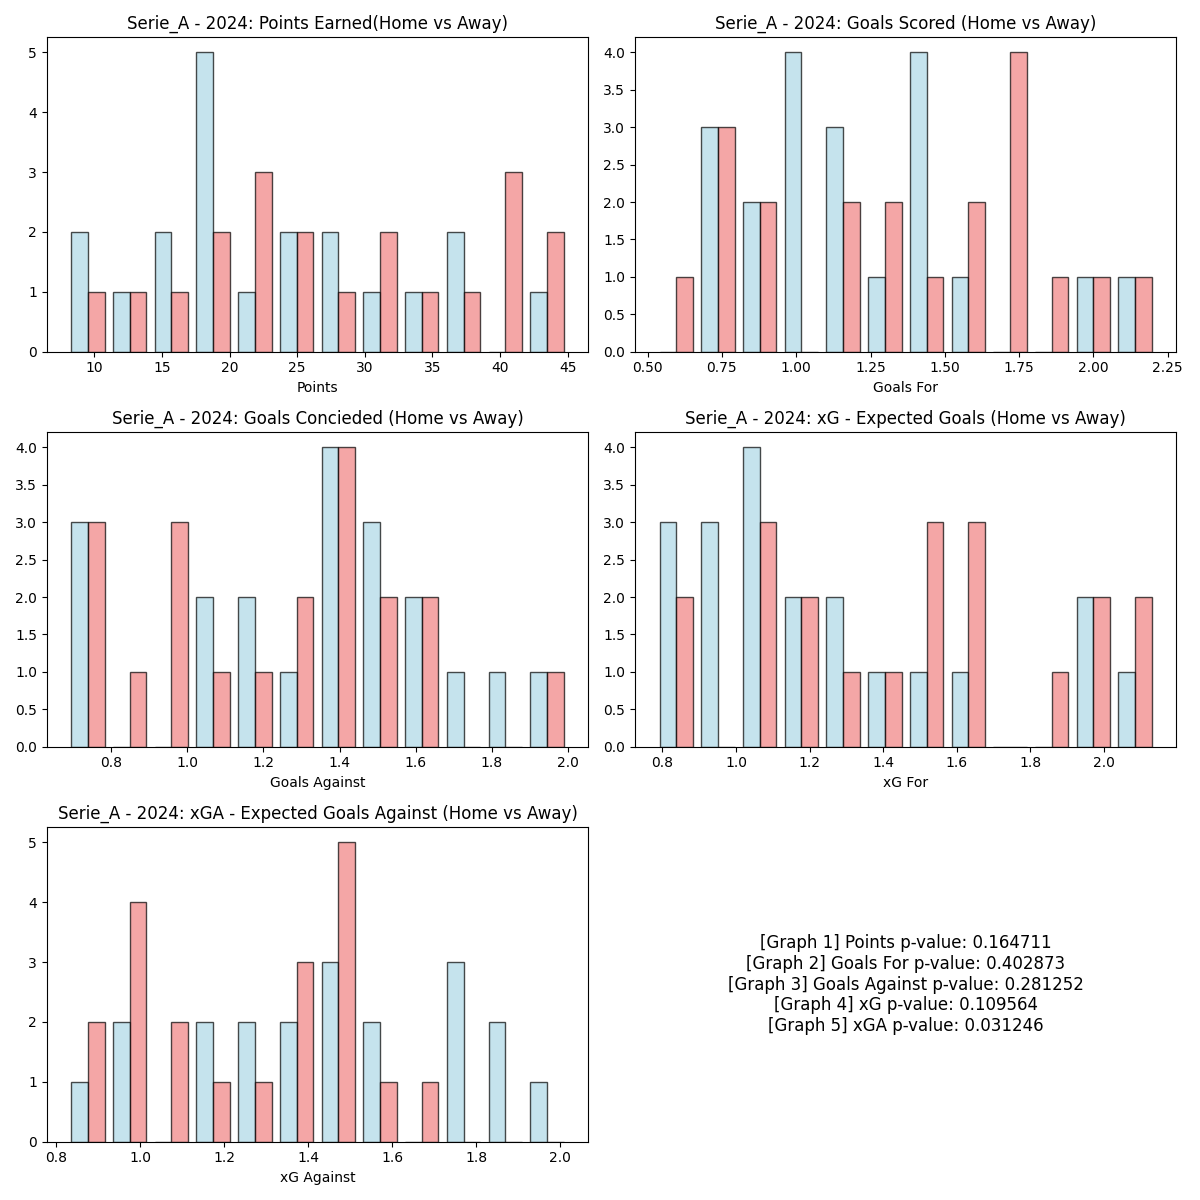 Serie_A - 2024: Points Earned(Home vs Away)
5
4
3
2
1
0
10 15 20 25 30 35 40 45
Points
Serie_A - 2024: Goals Scored (Home vs Away)
4.0
3.5
3.0
2.5
2.0
1.5
1.0
0.5
0.0
0.50 0.75 1.00 1.25 1.50 1.75 2.00 2.25
Goals For
Serie_A - 2024: Goals Concieded (Home vs Away)
4.0
3.5
3.0
2.5
2.0
1.5
1.0
0.5
0.0
0.8 1.0 1.2 1.4 1.6 1.8 2.0
Goals Against
Serie_A - 2024: xG - Expected Goals (Home vs Away)
4.0
3.5
3.0
2.5
2.0
1.5
1.0
0.5
0.0
0.8 1.0 1.2 1.4 1.6 1.8 2.0
xG For
Serie_A - 2024: xGA - Expected Goals Against (Home vs Away)
5
4
3
2
1
0
0.8 1.0 1.2 1.4 1.6 1.8 2.0
xG Against
[Graph 1] Points p-value: 0.164711
[Graph 2] Goals For p-value: 0.402873
[Graph 3] Goals Against p-value: 0.281252
[Graph 4] xG p-value: 0.109564
[Graph 5] xGA p-value: 0.031246